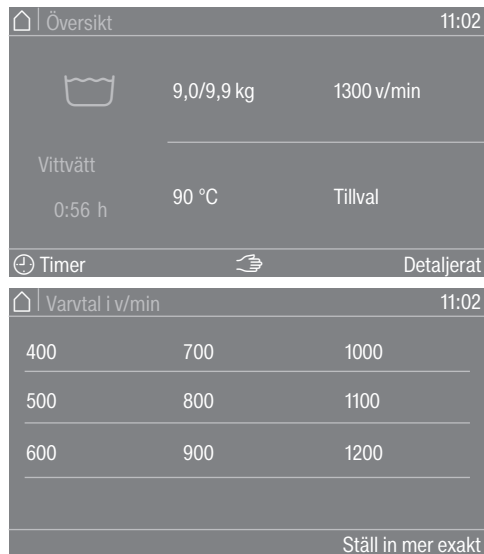 Översikt 11:02
9,0/9,9 kg 1300 v/min
Vittvätt
90 °C Tillval
0:56 h
Timer Detaljerat
Varvtal i v/min 11:02
400 700 1000
500 800 1100
600 900 1200
Ställ in mer exakt